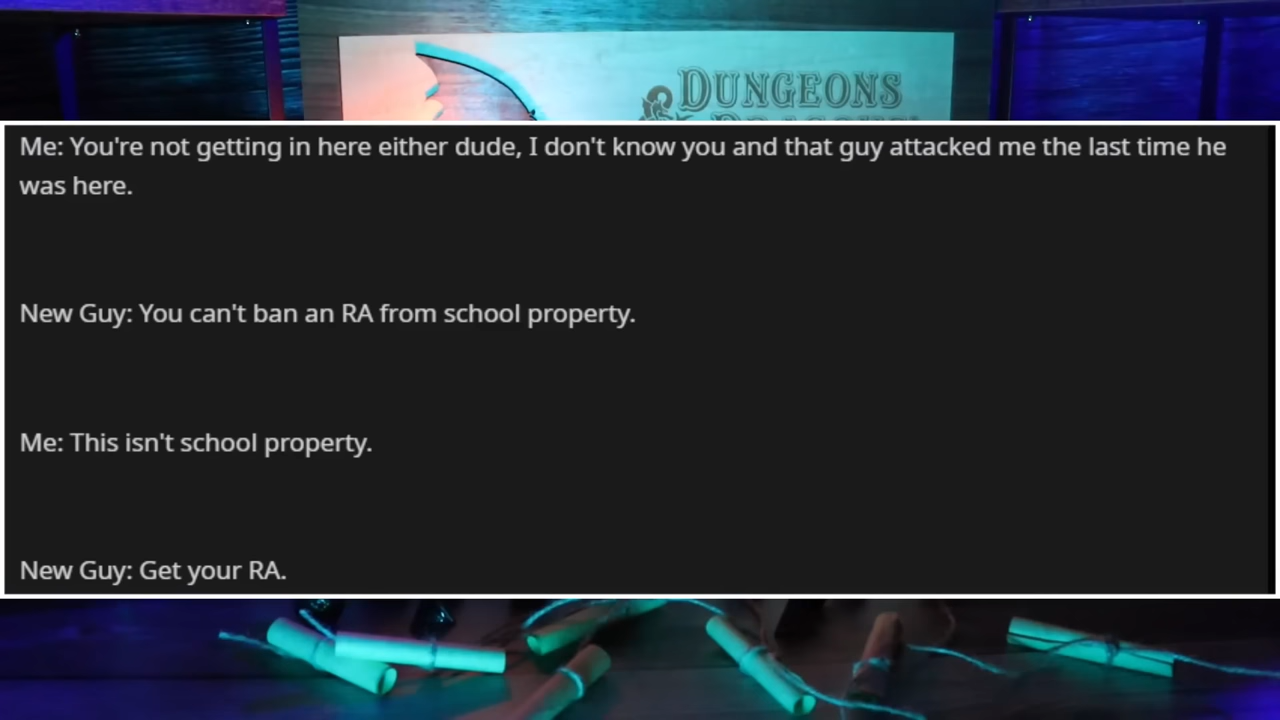 DUNGEONS
Me: You're not getting in here either dude, I don't know you and that guy attacked me the last time he
was here.
New Guy: You can't ban an RA from school property.
Me: This isn't school property.
New Guy: Get your RA.